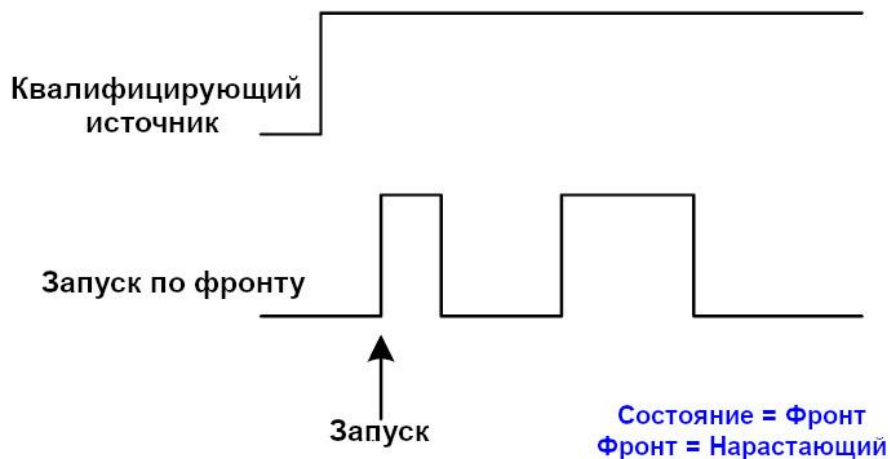 Квалифицирующий
источник
Запуск по фронту
Запуск
Состояние = Фронт
Фронт = Нарастающий